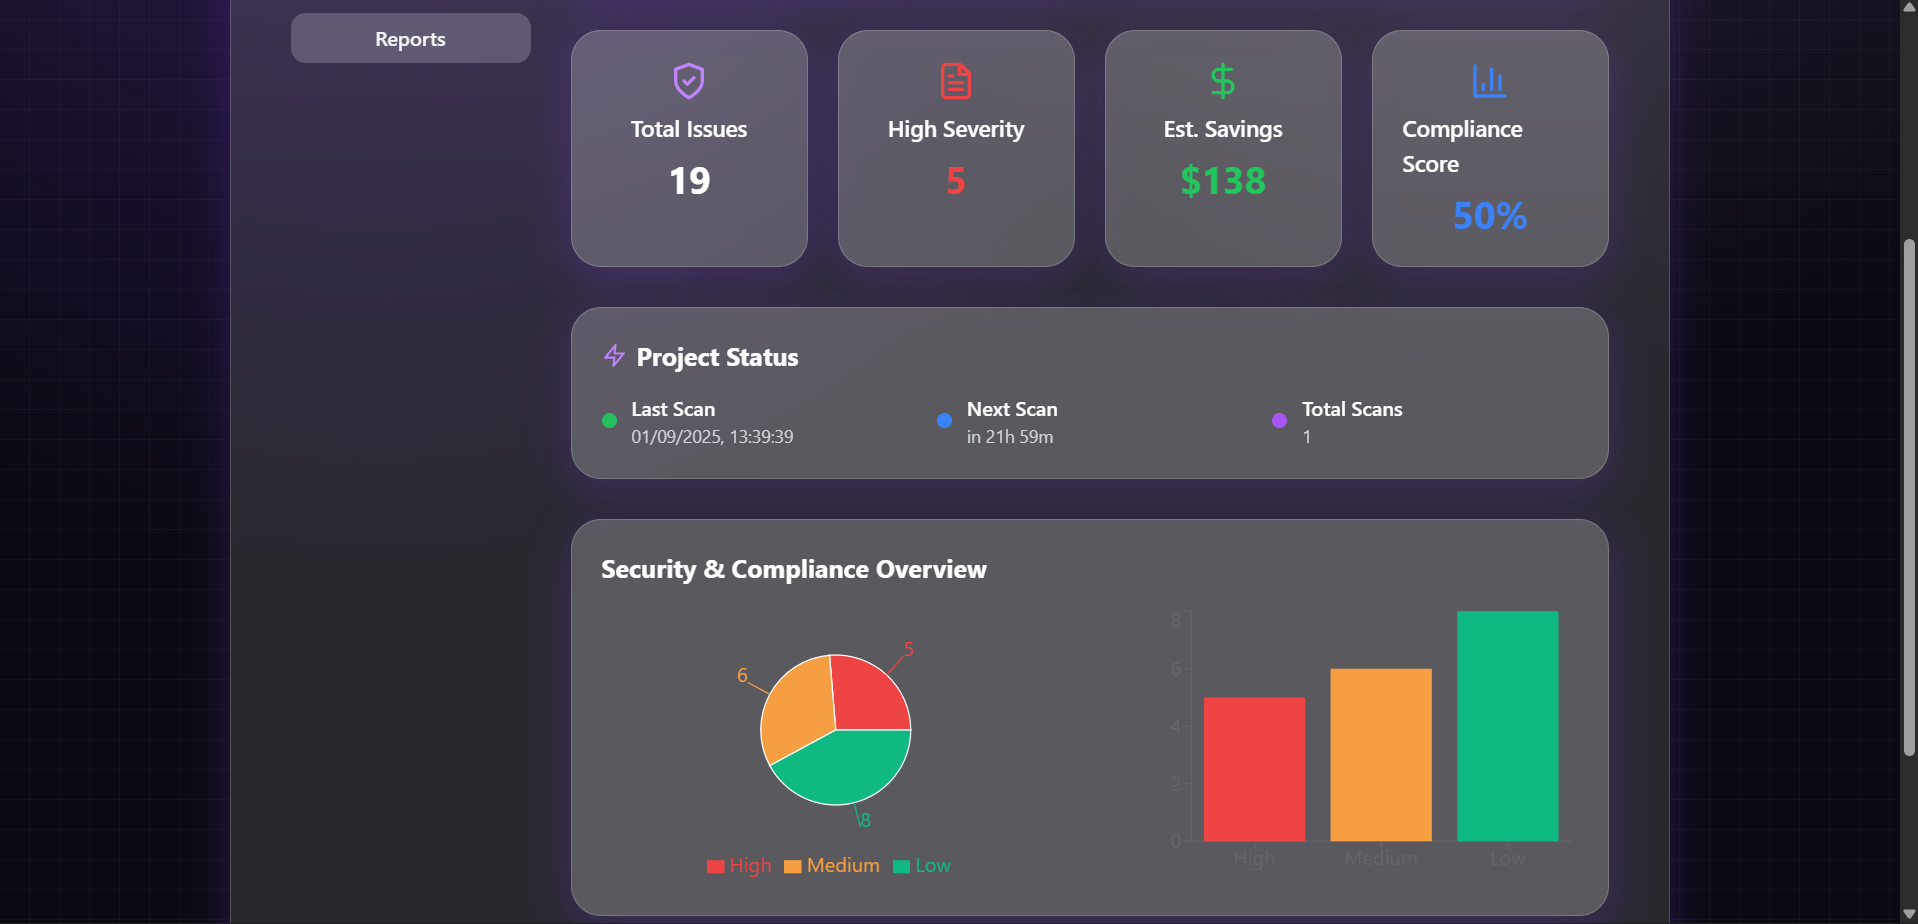 Reports
Total Issues
19
High Severity
5
Est. Savings
$138
Compliance
Score
50%
Project Status
Last Scan
01/09/2025, 13:39:39
Next Scan
in 21h 59m
Total Scans
1
Security & Compliance Overview
5
6
8
High Medium Low
8
6
4
2
0
High Medium Low